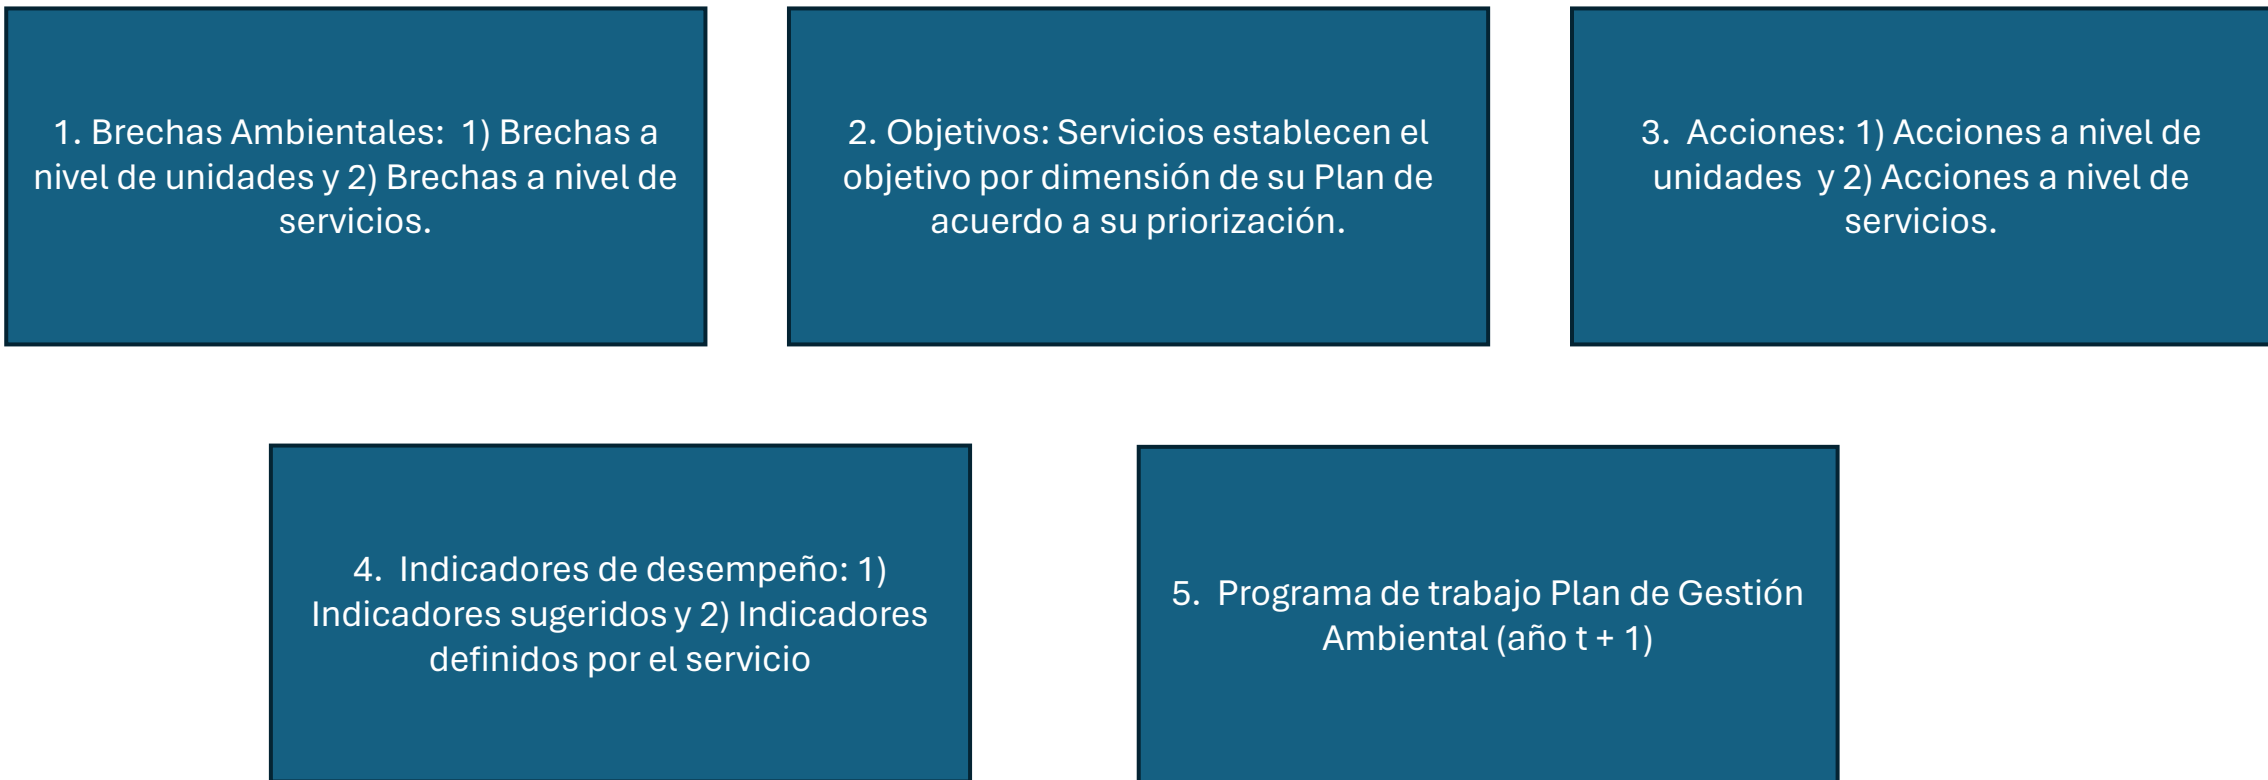 1. Brechas Ambientales:  1) Brechas a
nivel de unidades y 2) Brechas a nivel de
servicios.
2. Objetivos: Servicios establecen el
objetivo por dimensión de su Plan de
acuerdo a su priorización.
3.  Acciones: 1) Acciones a nivel de
unidades  y 2) Acciones a nivel de
servicios.
4.  Indicadores de desempeño: 1)
Indicadores sugeridos y 2) Indicadores
definidos por el servicio
5.  Programa de trabajo Plan de Gestión
Ambiental (año t + 1)